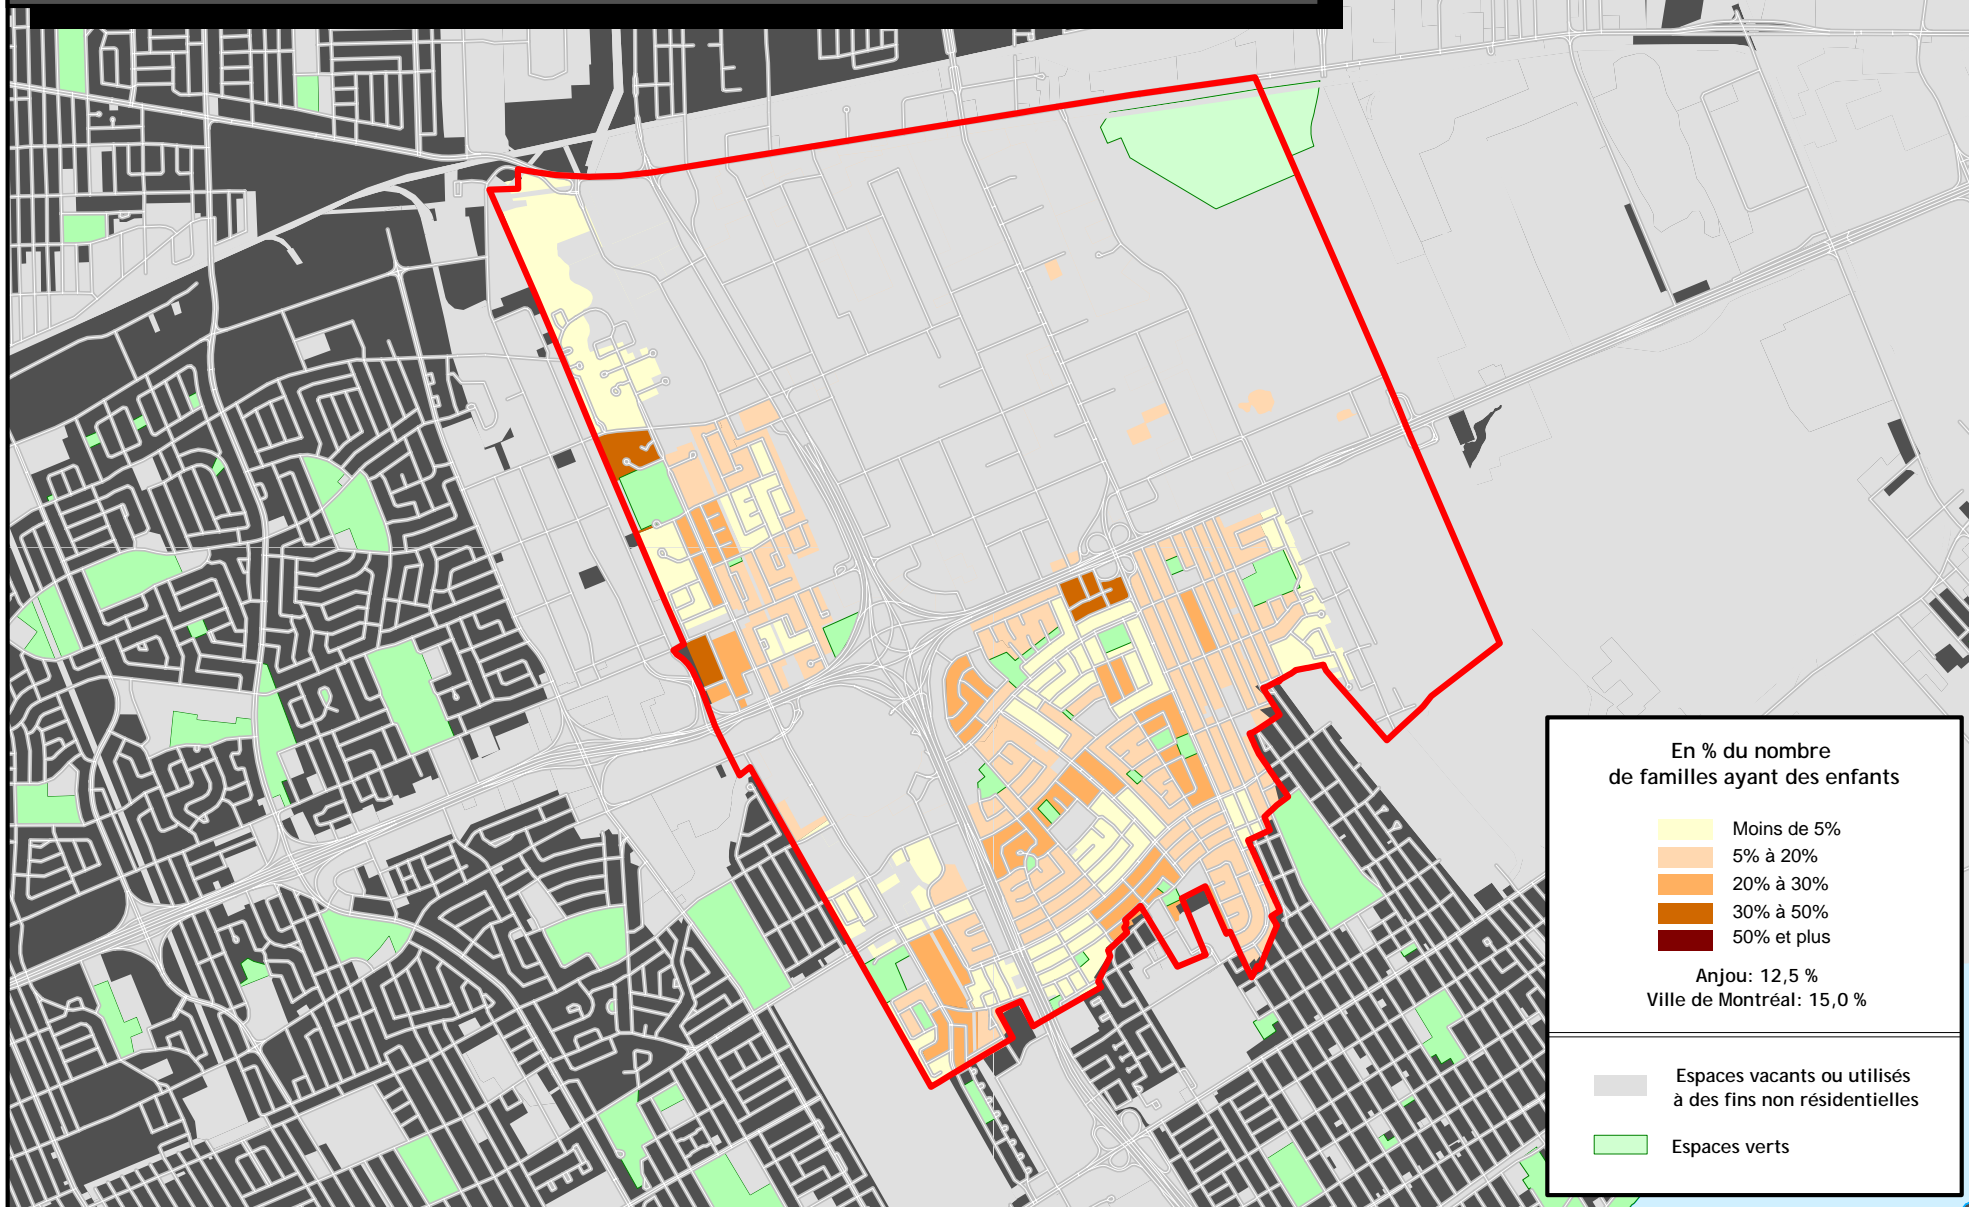 En % du nombre
de familles ayant des enfants
Moins de 5%
5% à 20%
20% à 30%
30% à 50%
50% et plus
Anjou: 12,5 %
Ville de Montréal: 15,0 %
Espaces vacants ou utilisés
à des fins non résidentielles
Espaces verts